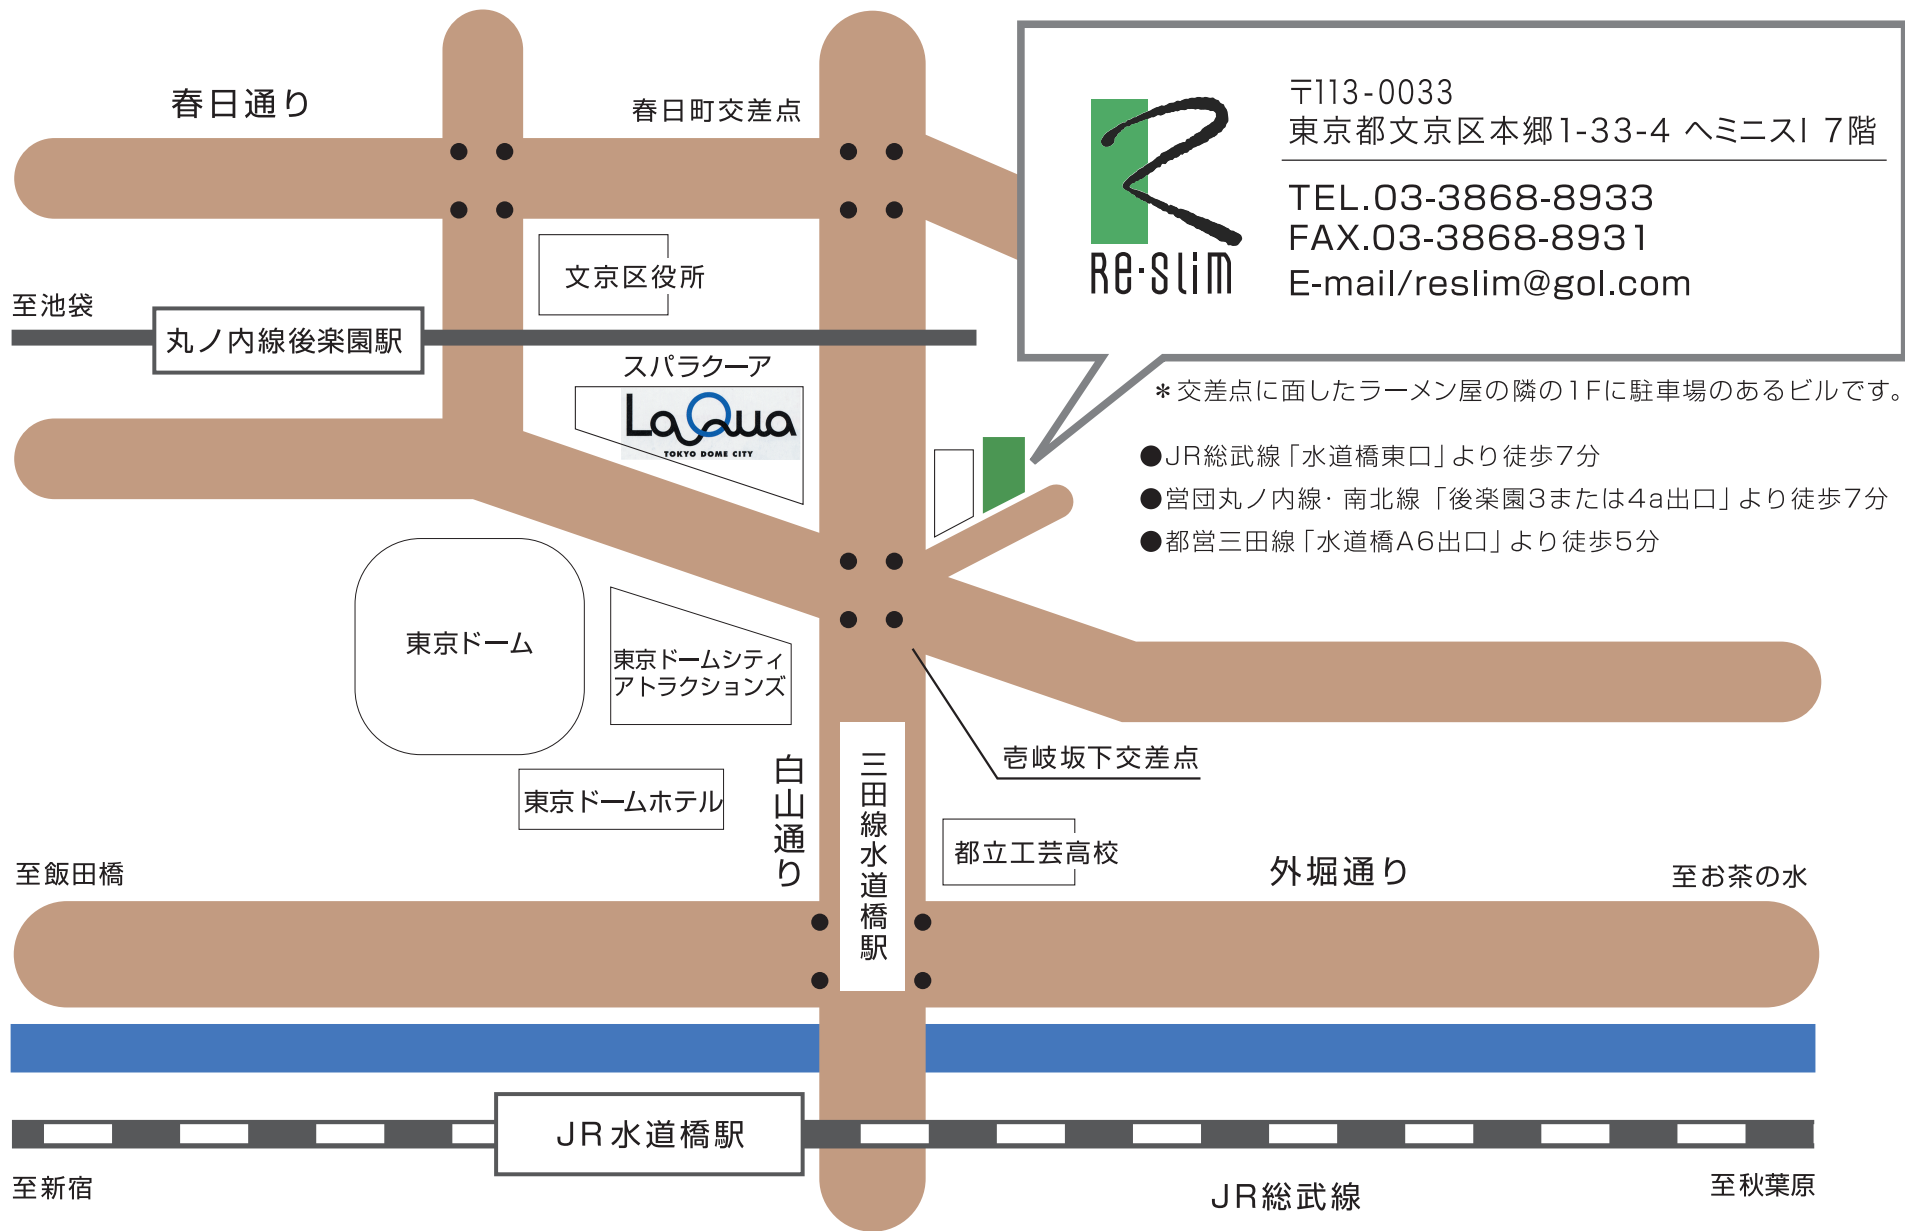 春日通り
春日町交差点
〒113-0033
東京都文京区本郷1-33-4 ヘミニスI 7階
TEL.03-3868-8933
FAX.03-3868-8931
E-mail/reslim@gol.com
Re·SLiM
文京区役所
至池袋
丸ノ内線後楽園駅
スパラクーア
LaQua
TOKYO DOME CITY
*交差点に面したラーメン屋の隣の1Fに駐車場のあるビルです。
●JR総武線「水道橋東口」より徒歩7分
●営団丸ノ内線・南北線「後楽園3または4a出口」より徒歩7分
●都営三田線「水道橋A6出口」より徒歩5分
東京ドーム
東京ドームシティ
アトラクションズ
壱岐坂下交差点
白山通り
三田線水道橋駅
東京ドームホテル
都立工芸高校
至飯田橋
外堀通り
至お茶の水
JR水道橋駅
至新宿
JR総武線
至秋葉原